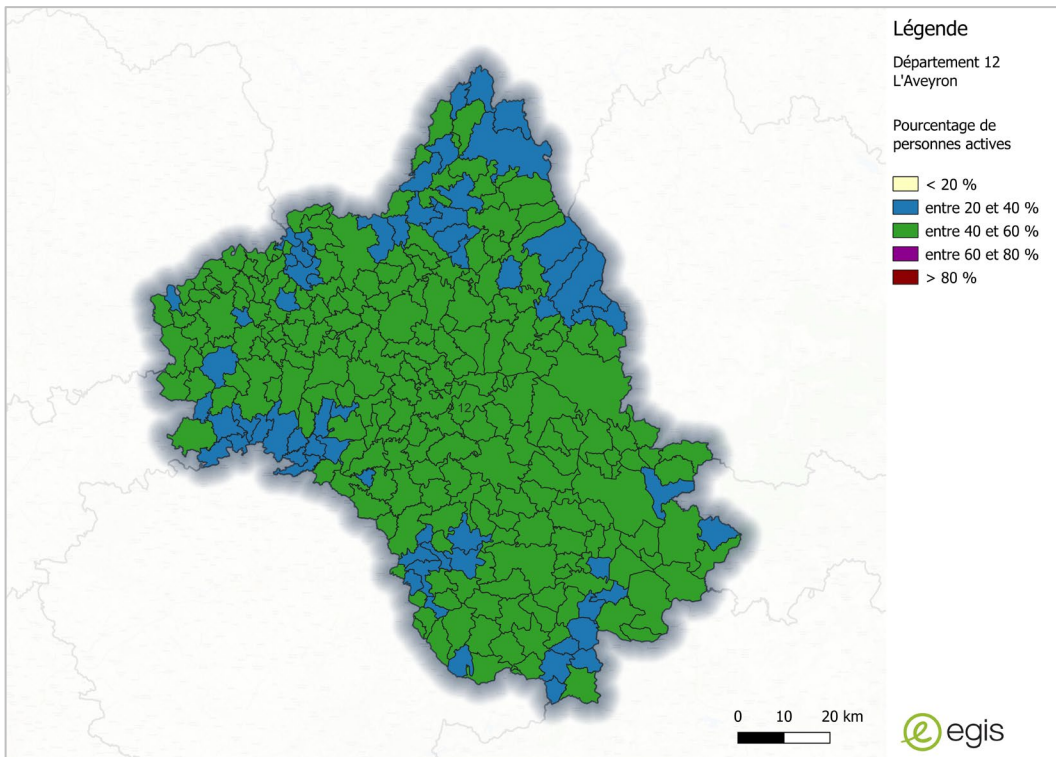 Légende
Département 12
L'Aveyron
Pourcentage de
personnes actives
< 20 %
entre 20 et 40 %
entre 40 et 60 %
entre 60 et 80 %
> 80 %
12
0 10 20 km
egis